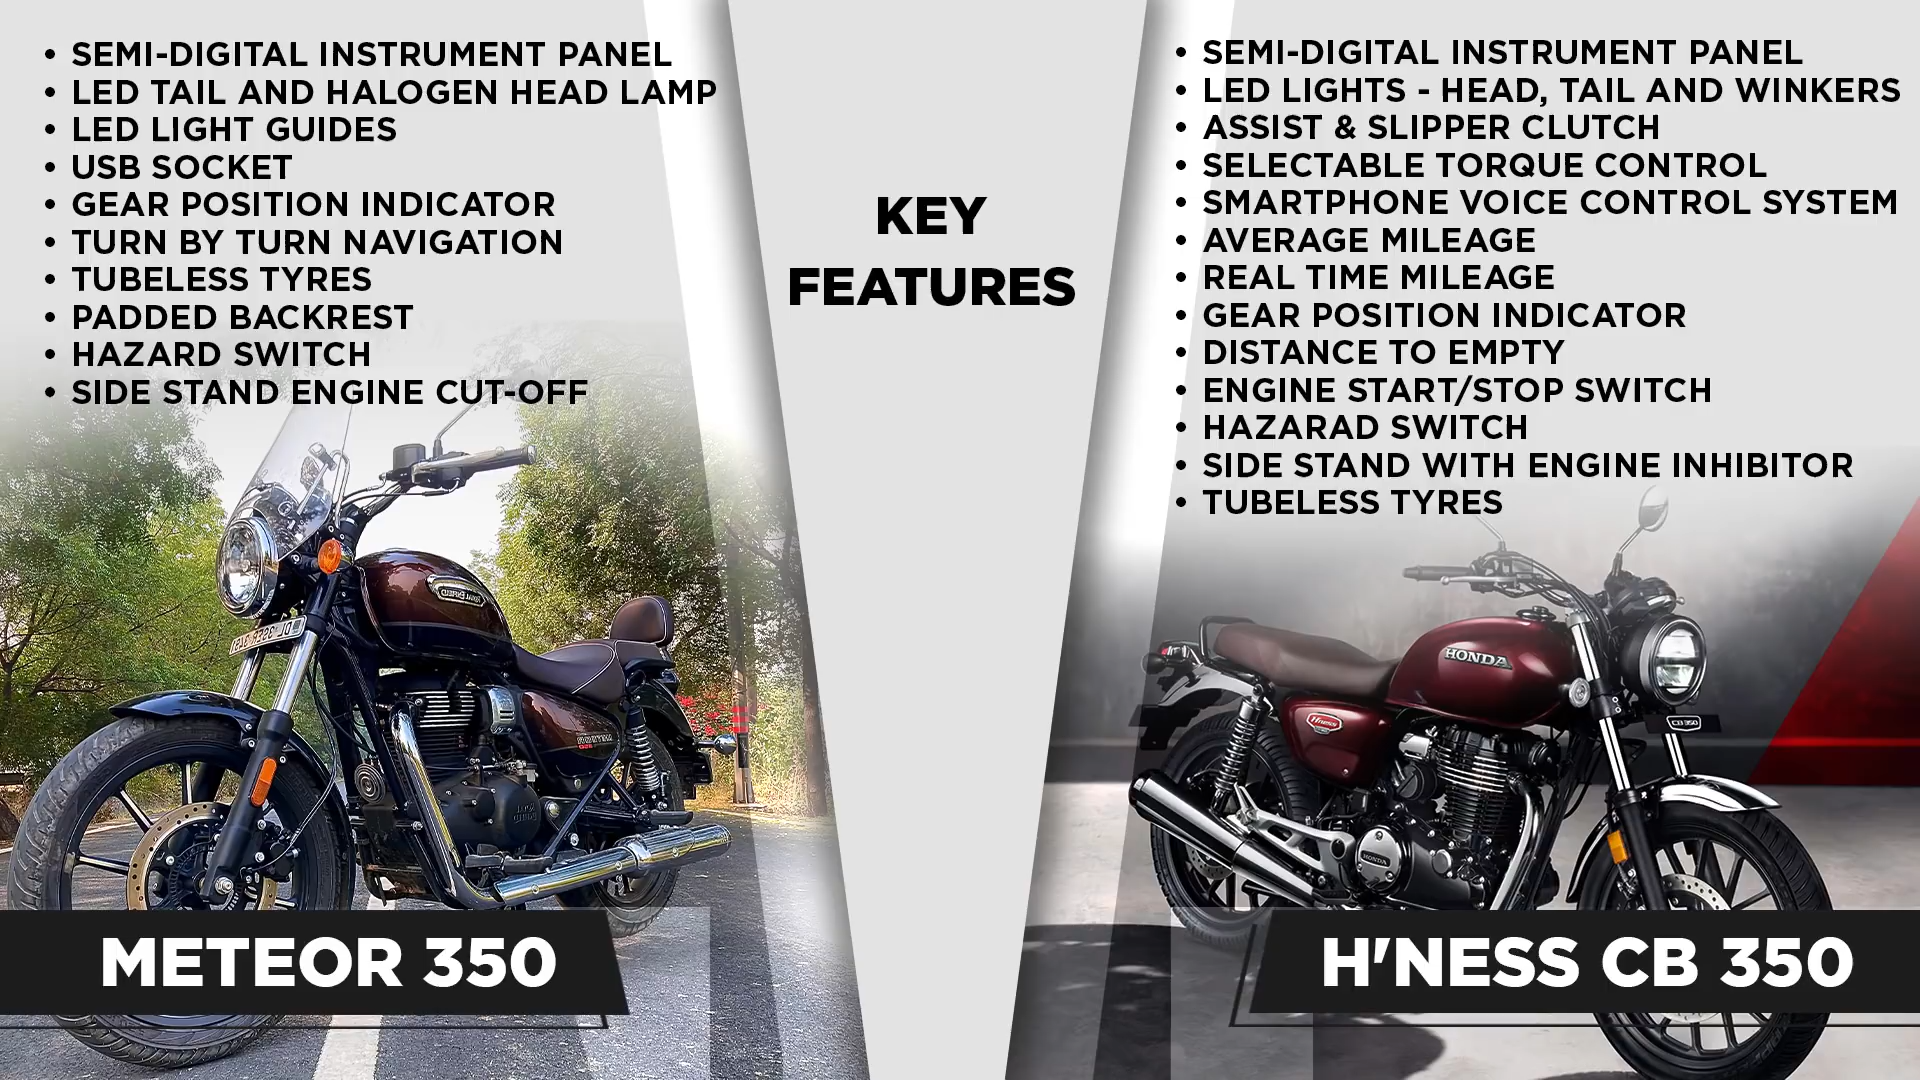 • SEMI-DIGITAL INSTRUMENT PANEL
• LED TAIL AND HALOGEN HEAD LAMP
• LED LIGHT GUIDES
• USB SOCKET
• GEAR POSITION INDICATOR
• TURN BY TURN NAVIGATION
• TUBELESS TYRES
• PADDED BACKREST
• HAZARD SWITCH
• SIDE STAND ENGINE CUT-OFF
KEY
FEATURES
• SEMI-DIGITAL INSTRUMENT PANEL
• LED LIGHTS - HEAD, TAIL AND WINKERS
• ASSIST & SLIPPER CLUTCH
• SELECTABLE TORQUE CONTROL
• SMARTPHONE VOICE CONTROL SYSTEM
• AVERAGE MILEAGE
• REAL TIME MILEAGE
• GEAR POSITION INDICATOR
• DISTANCE TO EMPTY
• ENGINE START/STOP SWITCH
• HAZARAD SWITCH
• SIDE STAND WITH ENGINE INHIBITOR
• TUBELESS TYRES
HONDA
H'ness
CB 350
HONDA
METEOR 350
H'NESS CB 350